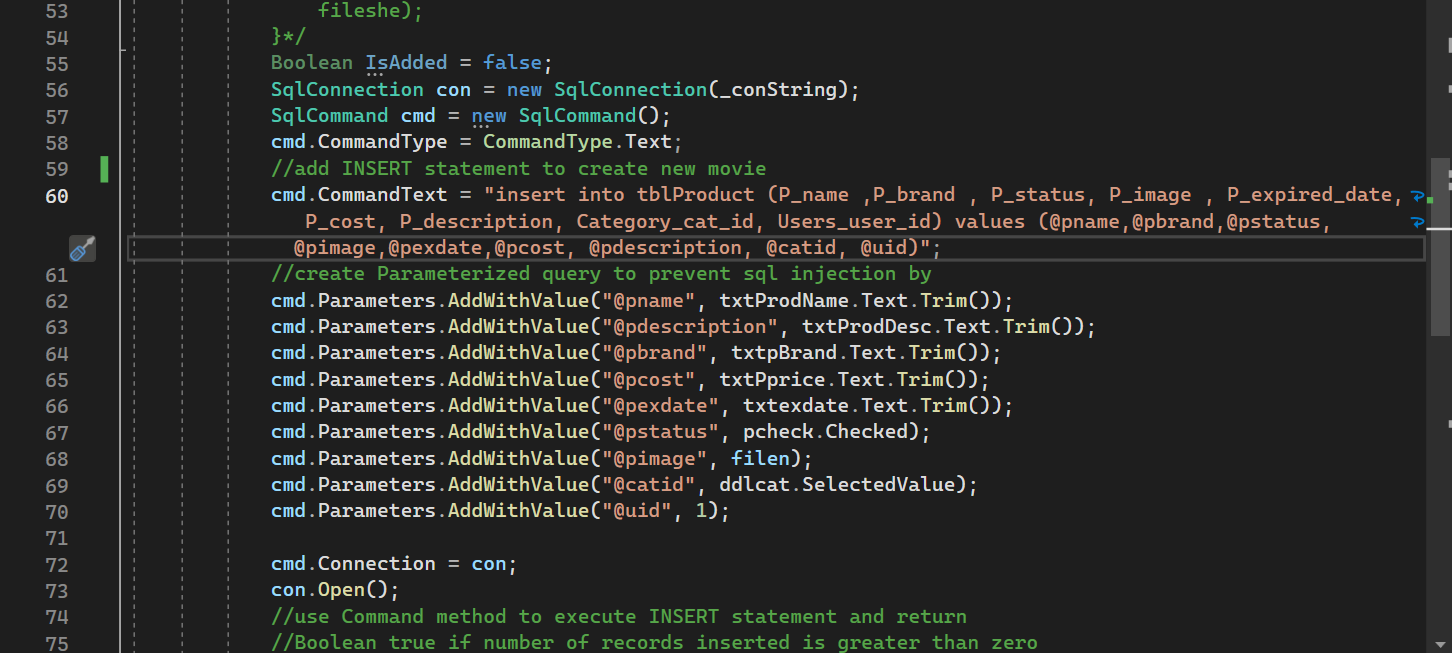 53 fileshe);
54 }*/
55 Boolean IsAdded = false;
56 SqlConnection con = new SqlConnection(_conString);
57 SqlCommand cmd = new SqlCommand();
58 cmd.CommandType = CommandType.Text;
59 //add INSERT statement to create new movie
60 cmd.CommandText = "insert into tblProduct (P_name ,P_brand , P_status, P_image , P_expired_date,
P_cost, P_description, Category_cat_id, Users_user_id) values (@pname,@pbrand,@pstatus,
@pimage,@pexdate,@pcost, @pdescription, @catid, @uid)";
61 //create Parameterized query to prevent sql injection by
62 cmd.Parameters.AddWithValue("@pname", txtProdName.Text.Trim());
63 cmd.Parameters.AddWithValue("@pdescription", txtProdDesc.Text.Trim());
64 cmd.Parameters.AddWithValue("@pbrand", txtpBrand.Text.Trim());
65 cmd.Parameters.AddWithValue("@pcost", txtPprice.Text.Trim());
66 cmd.Parameters.AddWithValue("@pexdate", txtexdate.Text.Trim());
67 cmd.Parameters.AddWithValue("@pstatus", pcheck.Checked);
68 cmd.Parameters.AddWithValue("@pimage", filen);
69 cmd.Parameters.AddWithValue("@catid", ddlcat.SelectedValue);
70 cmd.Parameters.AddWithValue("@uid", 1);
71
72 cmd.Connection = con;
73 con.Open();
74 //use Command method to execute INSERT statement and return
75 //Boolean true if number of records inserted is greater than zero